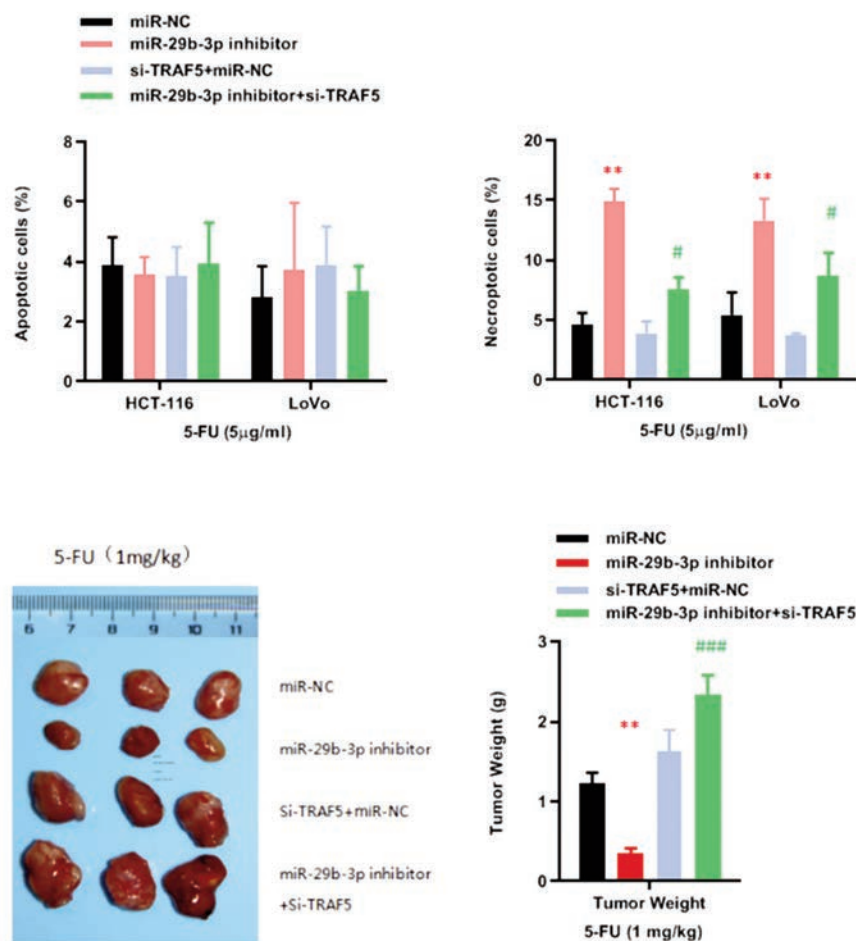 miR-NC
miR-29b-3p inhibitor
si-TRAF5+miR-NC
miR-29b-3p inhibitor+si-TRAF5
Apoptotic cells (%)
8
6
4
2
0
HCT-116 LoVo
5-FU (5μg/ml)
Necroptotic cells (%)
20
15
10
5
0
**
#
**
#
HCT-116 LoVo
5-FU (5μg/ml)
5-FU（1mg/kg）
6 7 8 9 10 11
miR-NC
miR-29b-3p inhibitor
Si-TRAF5+miR-NC
miR-29b-3p inhibitor
+Si-TRAF5
miR-NC
miR-29b-3p inhibitor
si-TRAF5+miR-NC
miR-29b-3p inhibitor+si-TRAF5
Tumor Weight (g)
3
2
1
0
**
###
Tumor Weight
5-FU (1 mg/kg)